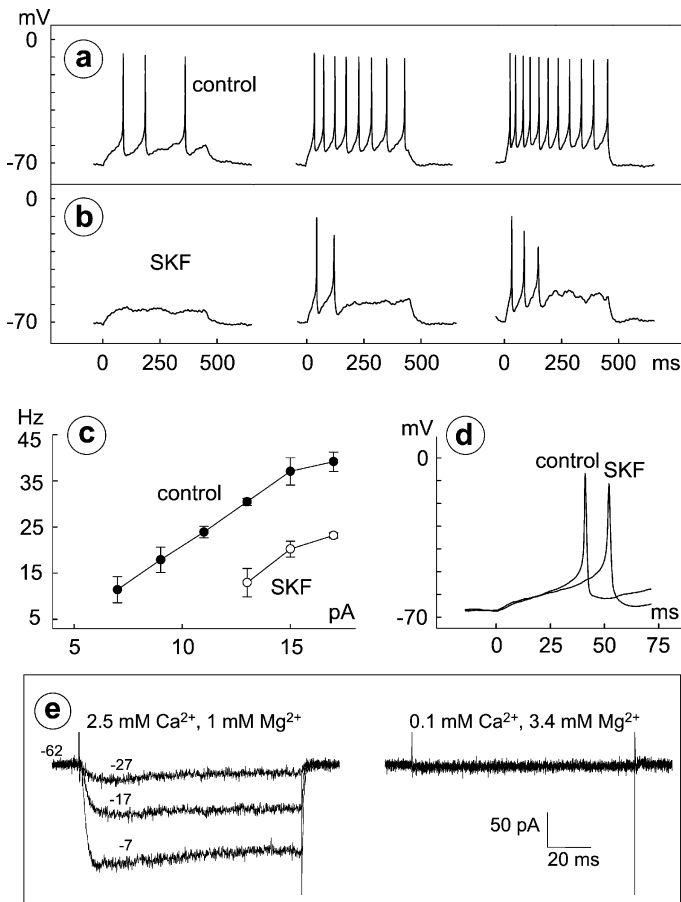 mV
0
a
control
-70
0
b
SKF
-70
0 250 500 0 250 500 0 250 500 ms
Hz
c
45
35
25
15
5
control
SKF
pA
5 10 15
mV
d
0
control
SKF
-70
ms
0 25 50 75
e
2.5 mM Ca²⁺, 1 mM Mg²⁺
0.1 mM Ca²⁺, 3.4 mM Mg²⁺
-62
-27
-17
-7
50 pA
20 ms